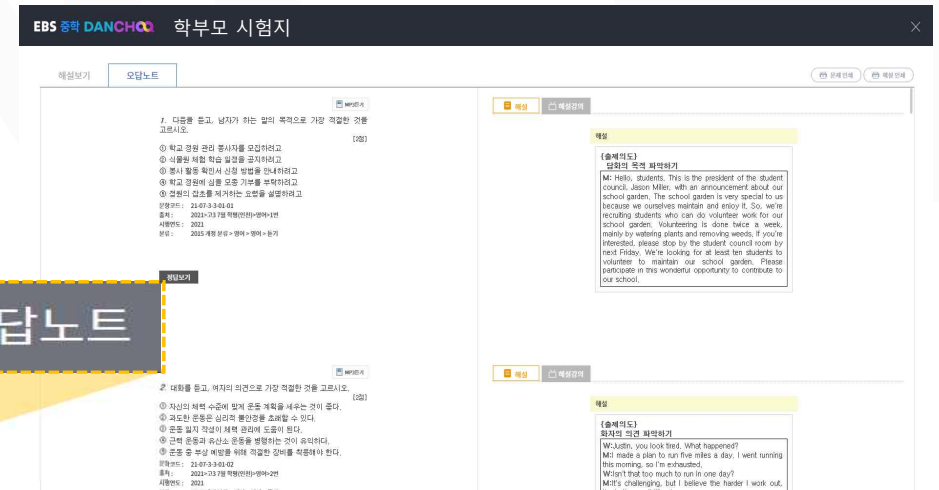 EBS 중학 DANCHOO 학부모 시험지
해설보기 오답노트
문제 인쇄 해설 인쇄
MP3듣기
1. 다음을 듣고, 남자가 하는 말의 목적으로 가장 적절한 것을
고르시오.
[2점]
① 학교 정원 관리 봉사자를 모집하려고
② 식물원 체험 학습 일정을 공지하려고
③ 봉사 활동 확인서 신청 방법을 안내하려고
④ 학교 정원에 심을 모종 기부를 부탁하려고
⑤ 정원의 잡초를 제거하는 요령을 설명하려고
문항코드 : 21-07-3-3-01-01
출처 : 2021>고3 7월 학평(인천)>영어>1번
시행연도 : 2021
분류 : 2015 개정 분류 > 영어 > 영어 > 듣기
정답보기
해설 해설강의
해설
{출제의도}
담화의 목적 파악하기
M: Hello, students. This is the president of the student
council, Jason Miller, with an announcement about our
school garden. The school garden is very special to us
because we ourselves maintain and enjoy it. So, we're
recruiting students who can do volunteer work for our
school garden. Volunteering is done twice a week,
mainly by watering plants and removing weeds. If you're
interested, please stop by the student council room by
next Friday. We're looking for at least ten students to
volunteer to maintain our school garden. Please
participate in this wonderful opportunity to contribute to
our school.
답노트
MP3듣기
2. 대화를 듣고, 여자의 의견으로 가장 적절한 것을 고르시오.
[2점]
① 자신의 체력 수준에 맞게 운동 계획을 세우는 것이 좋다.
② 과도한 운동은 심리적 불안정을 초래할 수 있다.
③ 운동 일지 작성이 체력 관리에 도움이 된다.
④ 근력 운동과 유산소 운동을 병행하는 것이 유익하다.
⑤ 운동 중 부상 예방을 위해 적절한 장비를 착용해야 한다.
문항코드 : 21-07-3-3-01-02
출처 : 2021>고3 7월 학평(인천)>영어>2번
시행연도 : 2021
해설 해설강의
해설
{출제의도}
화자의 의견 파악하기
W:Justin, you look tired. What happened?
M:I made a plan to run five miles a day. I went running
this morning, so I'm exhausted.
W:Isn't that too much to run in one day?
M:It's challenging, but I believe the harder I work out,